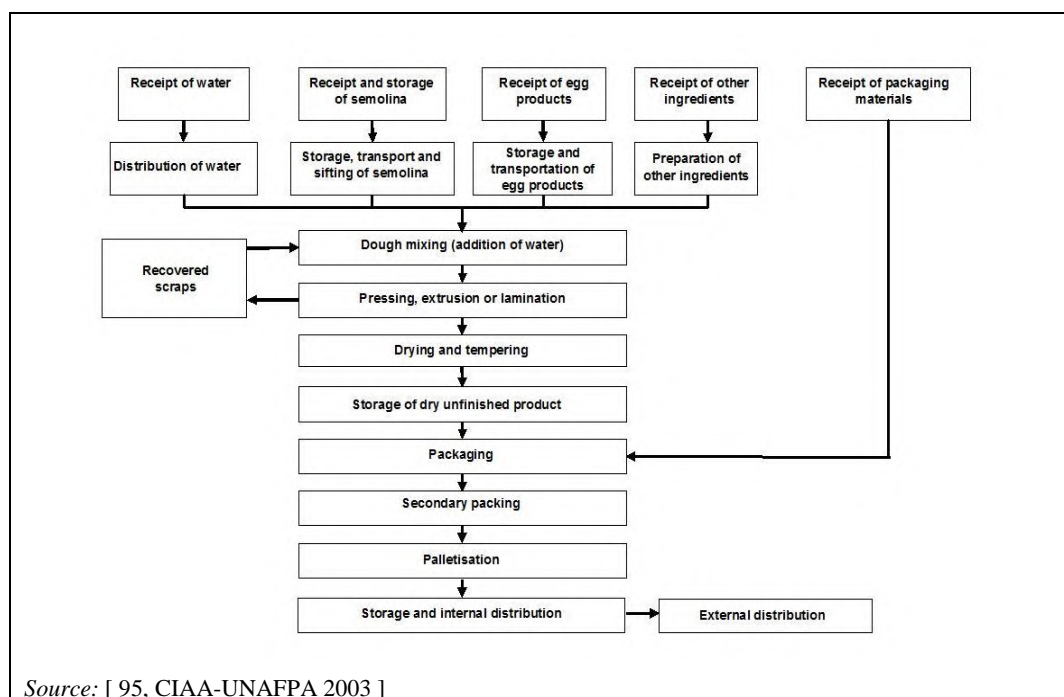 Receipt of water
Receipt and storage
of semolina
Receipt of egg
products
Receipt of other
ingredients
Receipt of packaging
materials
Distribution of water
Storage, transport and
sifting of semolina
Storage and
transportation of
egg products
Preparation of
other ingredients
Dough mixing (addition of water)
Recovered
scraps
Pressing, extrusion or lamination
Drying and tempering
Storage of dry unfinished product
Packaging
Secondary packing
Palletisation
Storage and internal distribution
External distribution
Source: [ 95, CIAA-UNAFPA 2003 ]